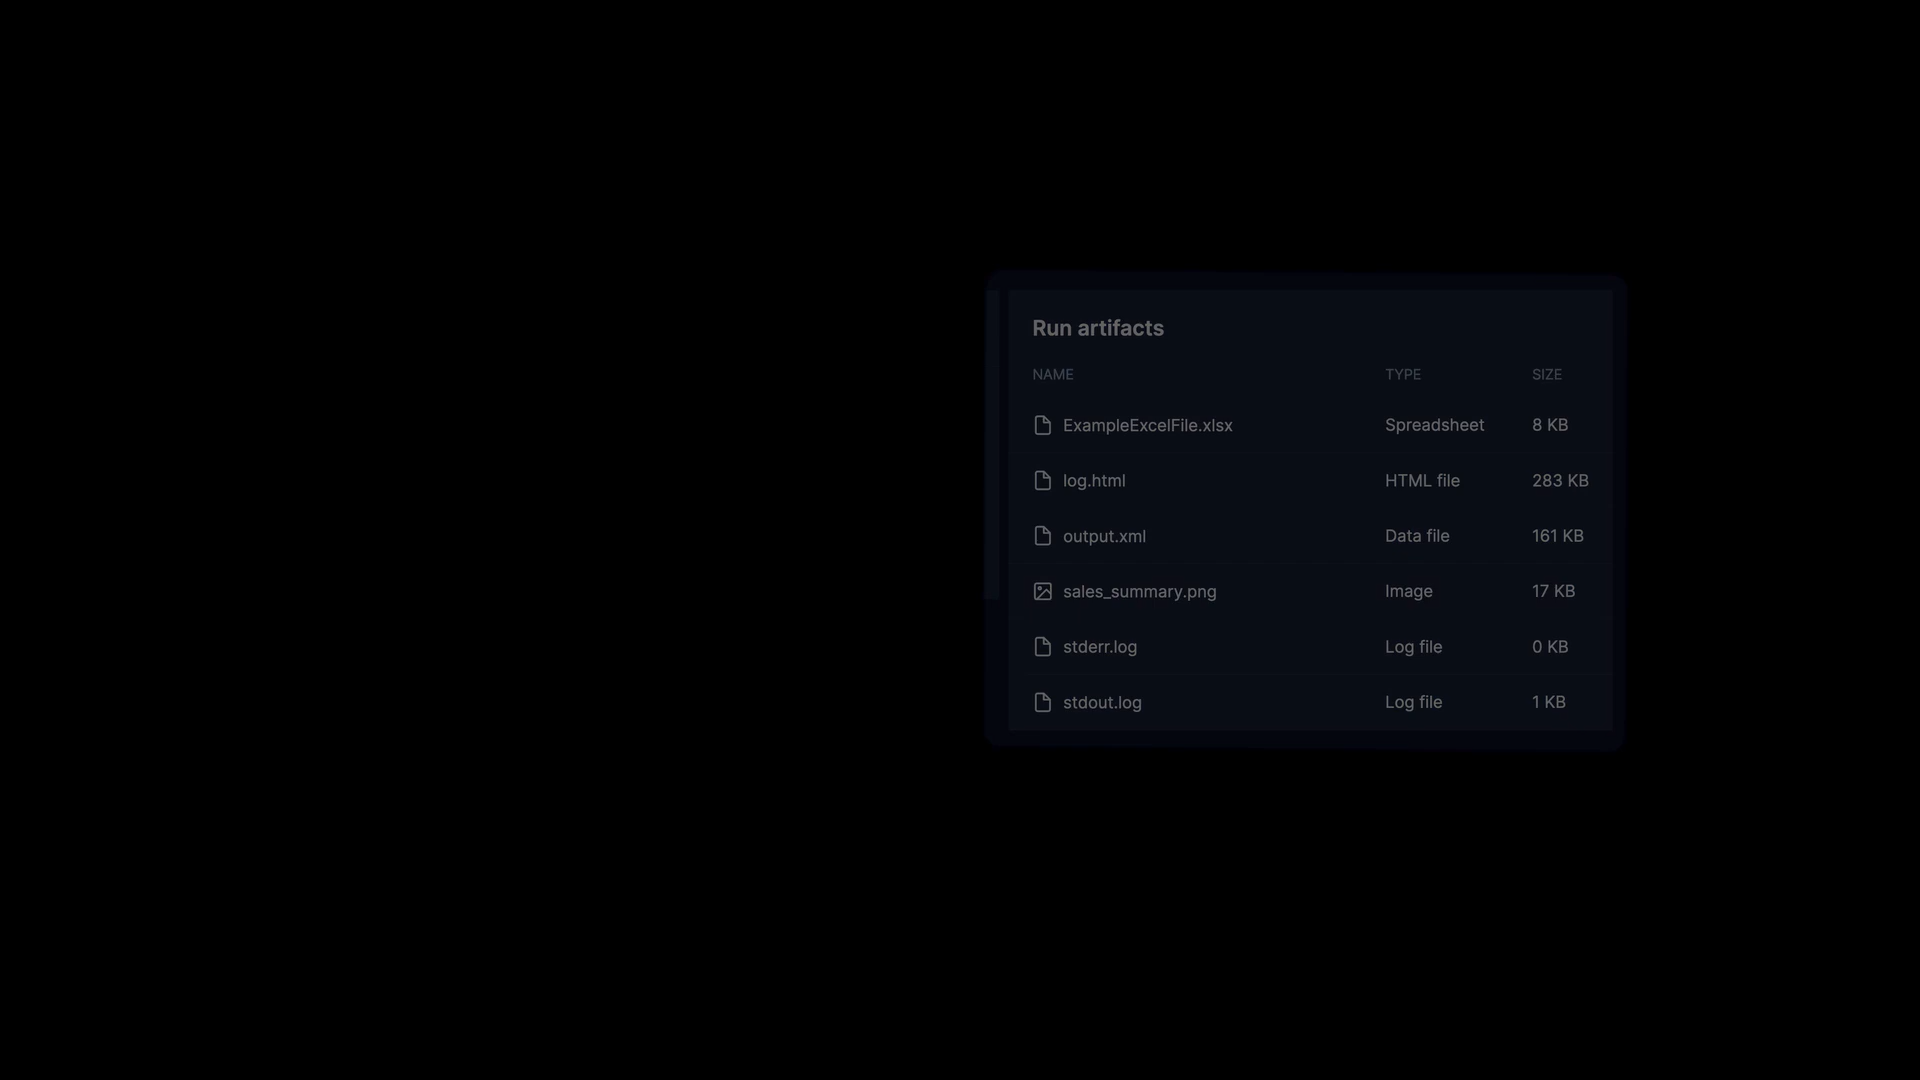 Run artifacts
NAME TYPE SIZE
ExampleExcelFile.xlsx Spreadsheet 8 KB
log.html HTML file 283 KB
output.xml Data file 161 KB
sales_summary.png Image 17 KB
stderr.log Log file 0 KB
stdout.log Log file 1 KB